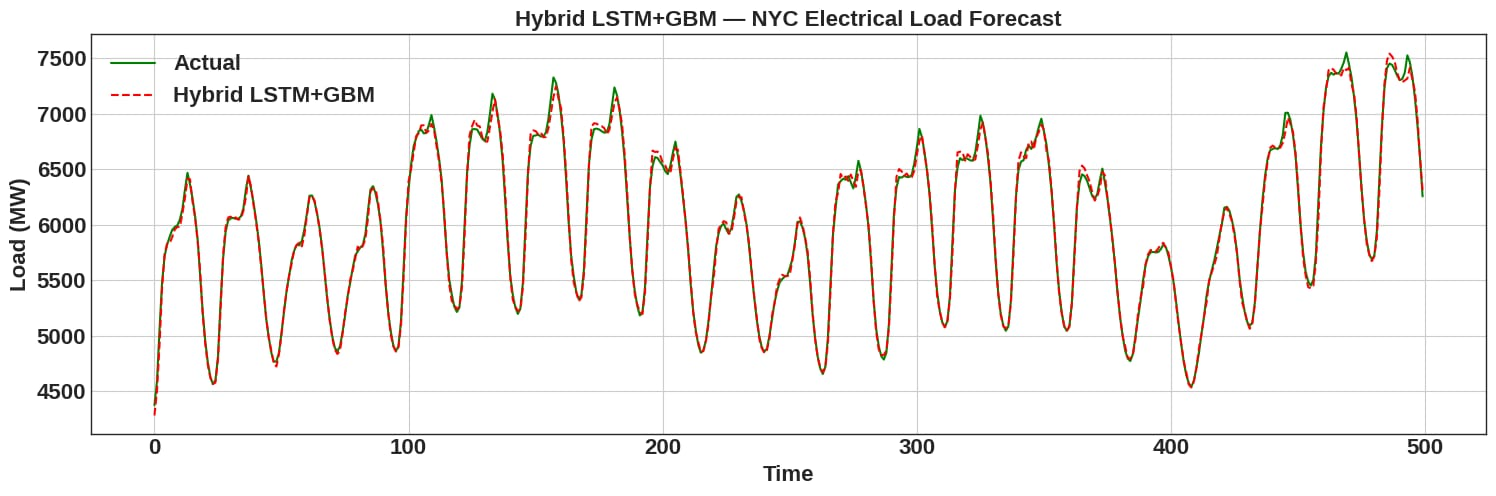 Hybrid LSTM+GBM — NYC Electrical Load Forecast
Actual
Hybrid LSTM+GBM
Load (MW)
7500
7000
6500
6000
5500
5000
4500
0 100 200 300 400 500
Time